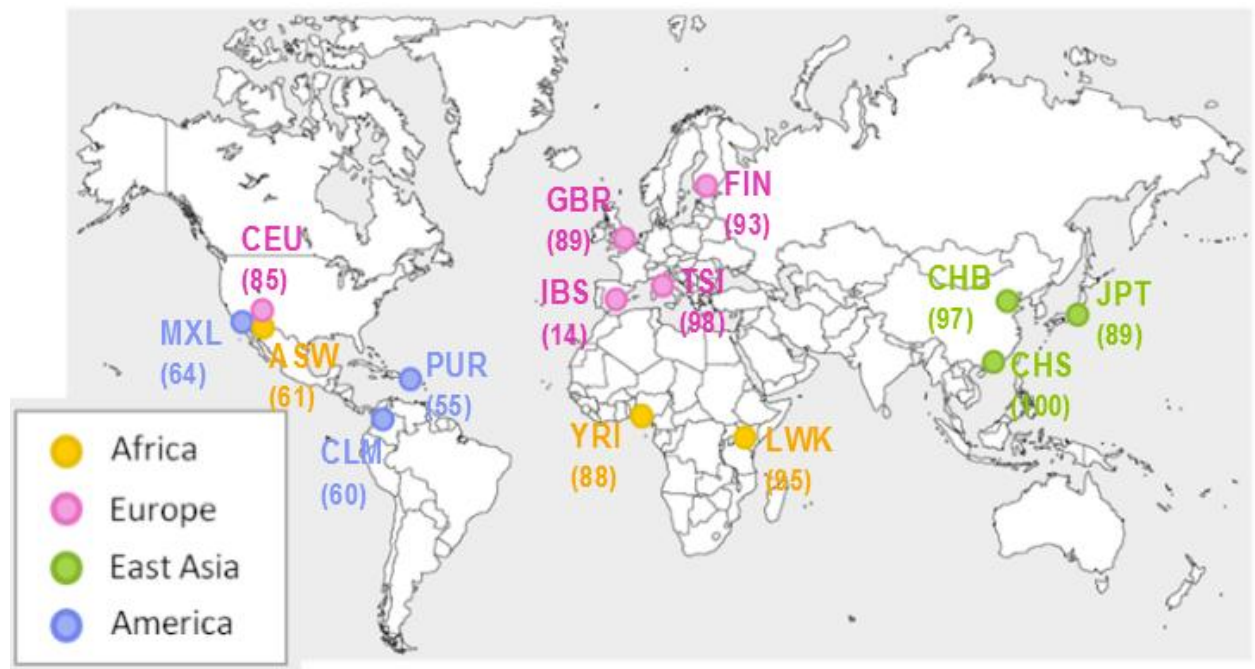 FIN
(93)
GBR
(89)
CEU
(85)
IBS
(14)
TSI
(98)
CHB
(97)
JPT
(89)
MXL
(64)
ASW
(61)
PUR
(55)
CHS
(100)
CLM
(60)
YRI
(88)
LWK
(95)
Africa
Europe
East Asia
America